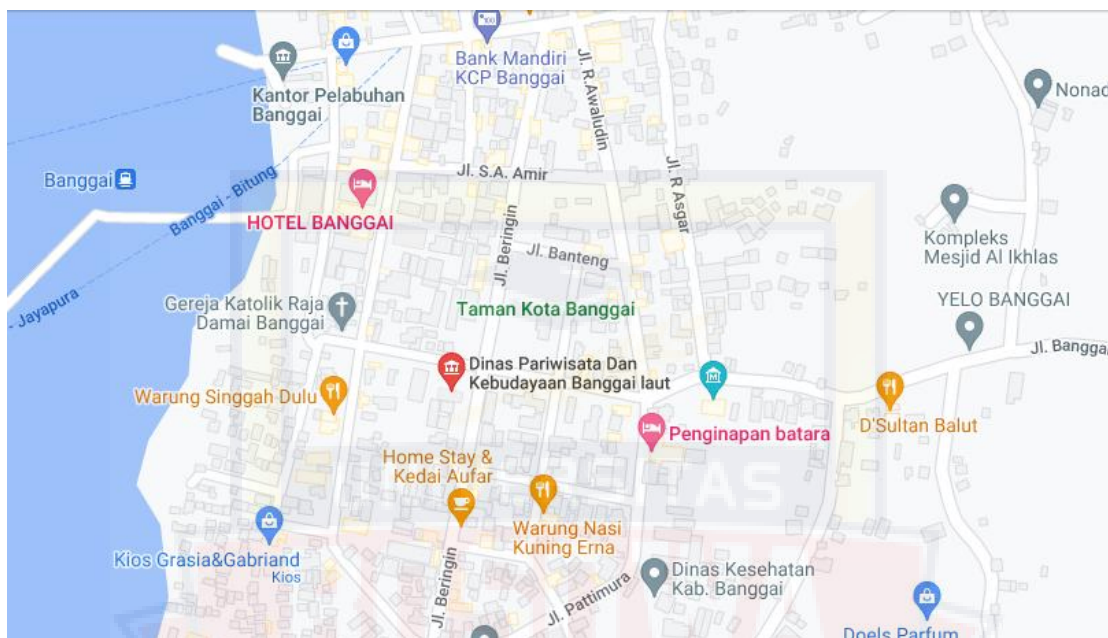 Bank Mandiri
KCP Banggai
Kantor Pelabuhan
Banggai
Jl. R.Awaludin
Nonad
Banggai
Banggai - Bitung
Jl. S.A. Amir
HOTEL BANGGAI
Jl. R Asgar
Jl. Beringin
Jl. Banteng
Kompleks
Mesjid Al Ikhlas
- Jayapura
Gereja Katolik Raja
Damai Banggai
Taman Kota Banggai
YELO BANGGAI
Jl. Banggai
Dinas Pariwisata Dan
Kebudayaan Banggai laut
Warung Singgah Dulu
D'Sultan Balut
Penginapan batara
Home Stay &
Kedai Aufar
Warung Nasi
Kuning Erna
Kios Grasia&Gabriand
Kios
Jl. Beringin
Jl. Pattimura
Dinas Kesehatan
Kab. Banggai
Doels Parfum